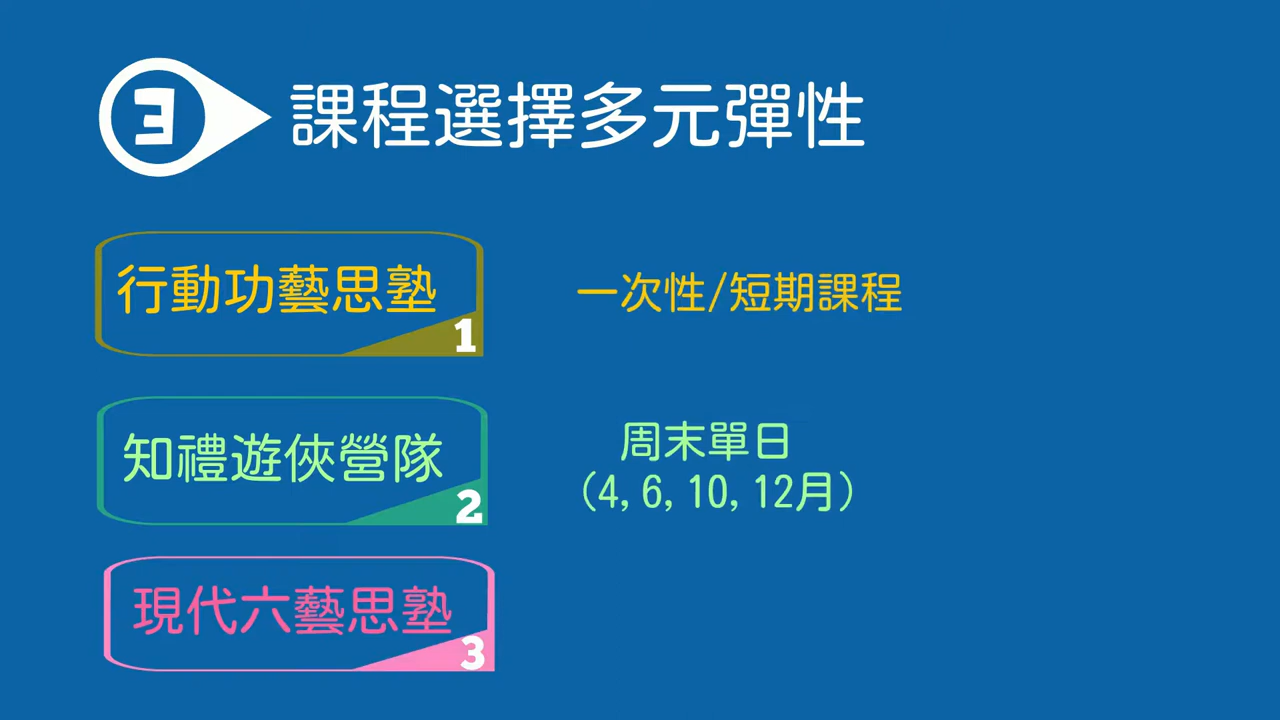 3 課程選擇多元彈性
行動功藝思塾 1
一次性/短期課程
知禮遊俠營隊 2
周末單日
(4, 6, 10, 12月)
現代六藝思塾 3